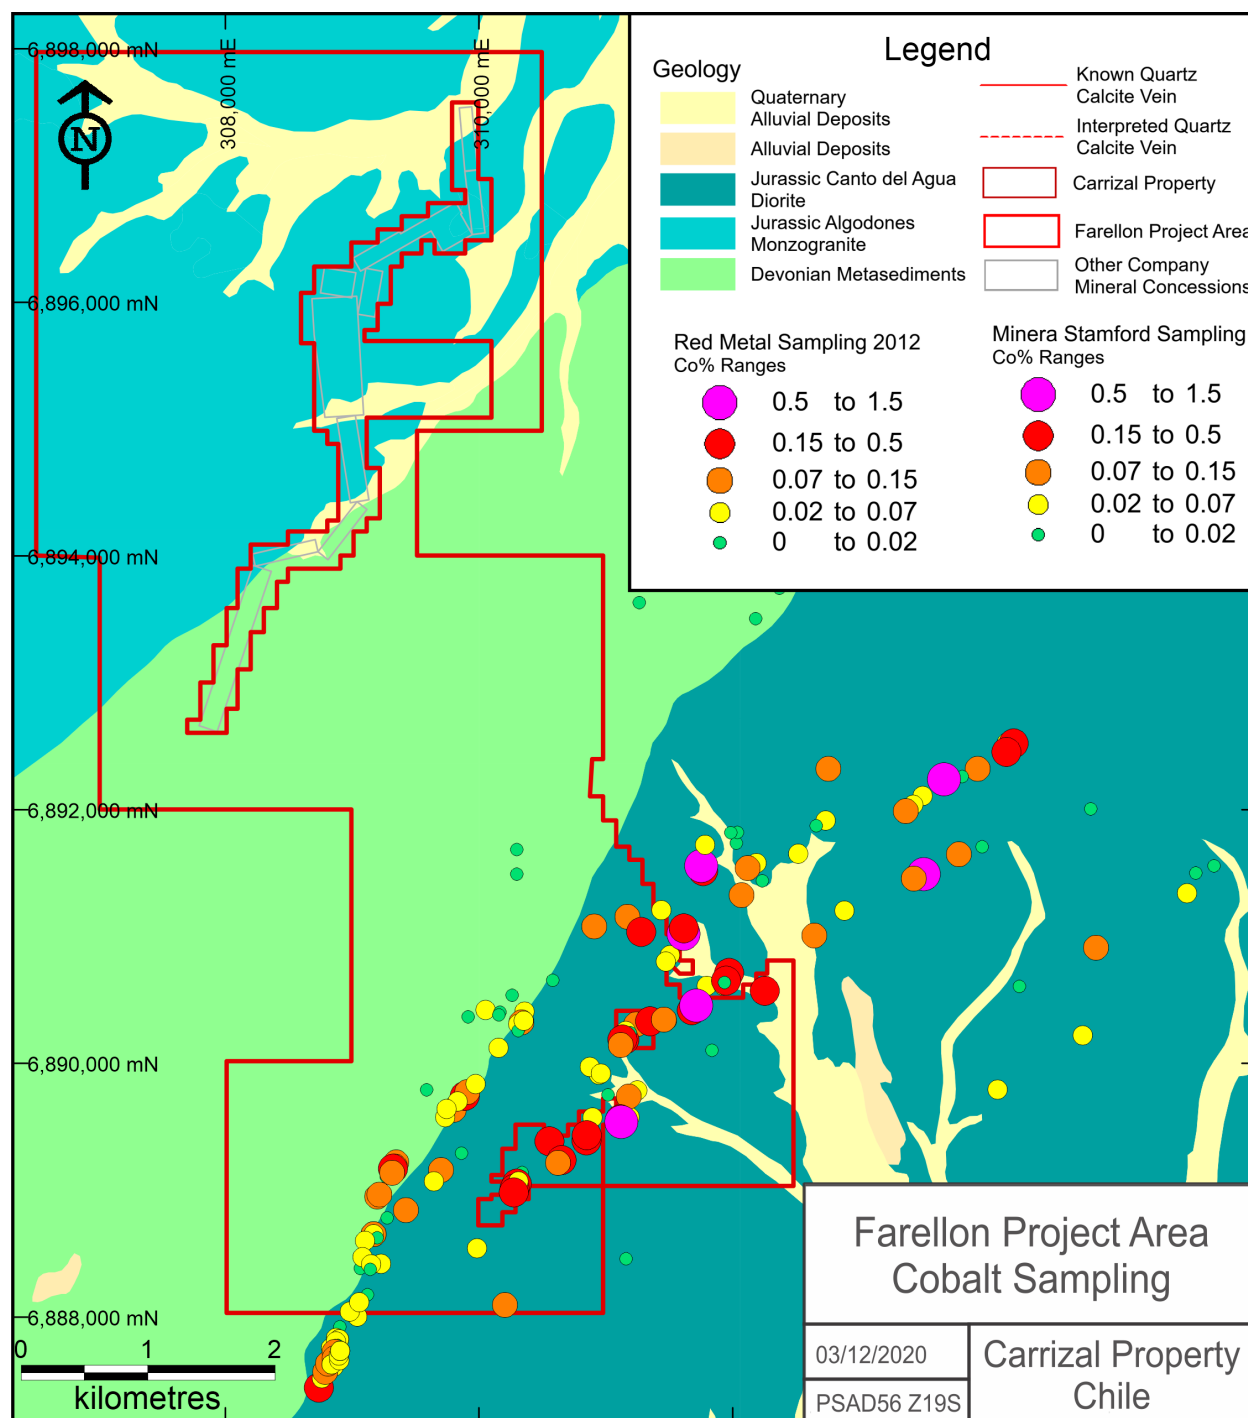 6,898,000 mN
308,000 mE
310,000 mE
N
6,896,000 mN
6,894,000 mN
6,892,000 mN
6,890,000 mN
6,888,000 mN
Legend
Geology
Quaternary
Alluvial Deposits
Alluvial Deposits
Jurassic Canto del Agua
Diorite
Jurassic Algodones
Monzogranite
Devonian Metasediments
Known Quartz
Calcite Vein
Interpreted Quartz
Calcite Vein
Carrizal Property
Farellon Project Area
Other Company
Mineral Concessions
Red Metal Sampling 2012
Co% Ranges
0.5 to 1.5
0.15 to 0.5
0.07 to 0.15
0.02 to 0.07
0 to 0.02
Minera Stamford Sampling
Co% Ranges
0.5 to 1.5
0.15 to 0.5
0.07 to 0.15
0.02 to 0.07
0 to 0.02
0 1 2
kilometres
Farellon Project Area
Cobalt Sampling
03/12/2020
PSAD56 Z19S
Carrizal Property
Chile